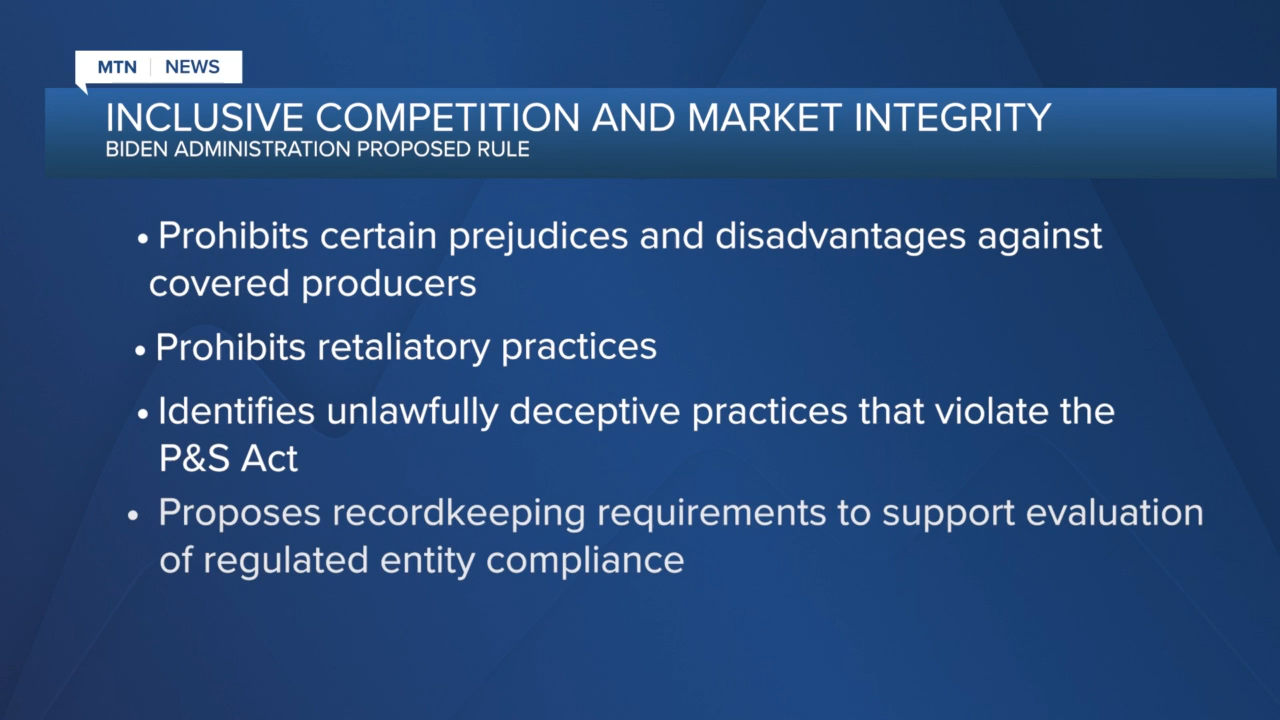 MTN | NEWS
INCLUSIVE COMPETITION AND MARKET INTEGRITY
BIDEN ADMINISTRATION PROPOSED RULE
• Prohibits certain prejudices and disadvantages against
covered producers
• Prohibits retaliatory practices
• Identifies unlawfully deceptive practices that violate the
P&S Act
• Proposes recordkeeping requirements to support evaluation
of regulated entity compliance